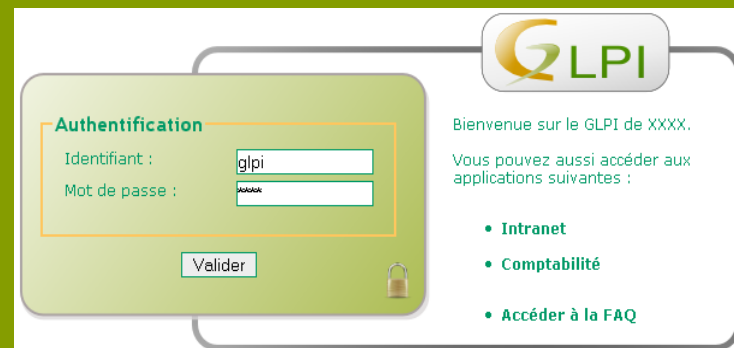 GLPI
Authentification
Identifiant :
glpi
Mot de passe :
****
Valider
Bienvenue sur le GLPI de XXXX.
Vous pouvez aussi accéder aux
applications suivantes :
• Intranet
• Comptabilité
• Accéder à la FAQ